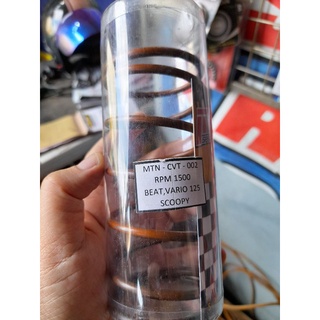 MTN - CVT - 002
RPM 1500
BEAT,VARIO 125
SCOOPY